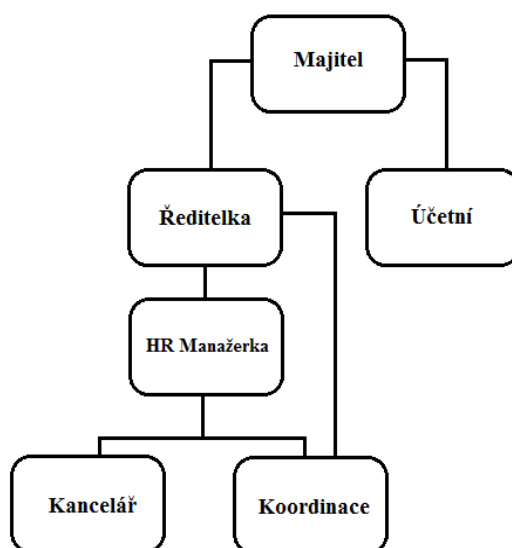 Majitel
Ředitelka
Účetní
HR Manažerka
Kancelář
Koordinace